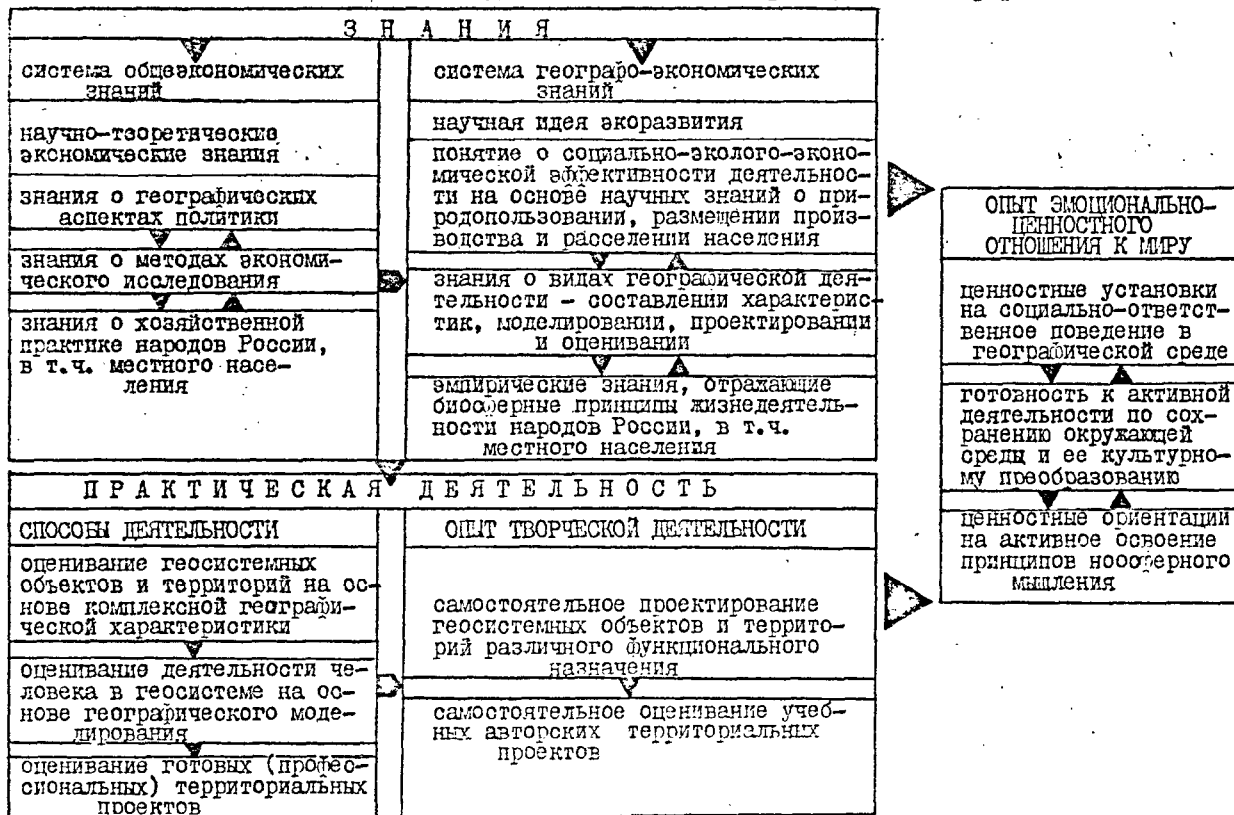 З Н А Н И Я
система общеэкономических
знаний
научно-теоретические
экономические знания
знания о географических
аспектах политики
знания о методах экономи-
ческого исследования
знания о хозяйственной
практике народов России,
в т.ч. местного насе-
ления
система географо-экономических
знаний
научная идея экоразвития
понятие о социально-эколого-эконо-
мической эффективности деятельнос-
ти на основе научных знаний о при-
родопользовании, размещении произ-
водства и расселении населения
знания о видах географической дея-
тельности - составлении характерис-
тик, моделировании, проектировании
и оценивании
эмпирические знания, отражающие
биосферные принципы жизнедеятель-
ности народов России, в т.ч.
местного населения
П Р А К Т И Ч Е С К А Я Д Е Я Т Е Л Ь Н О С Т Ь
СПОСОБЫ ДЕЯТЕЛЬНОСТИ
оценивание геосистемных
объектов и территорий на ос-
нове комплексной географи-
ческой характеристики
оценивание деятельности че-
ловека в геосистеме на ос-
нове географического моде-
лирования
оценивание готовых (профес-
сиональных) территориальных
проектов
ОПЫТ ТВОРЧЕСКОЙ ДЕЯТЕЛЬНОСТИ
самостоятельное проектирование
геосистемных объектов и террито-
рий различного функционального
назначения
самостоятельное оценивание учеб-
ных авторских территориальных
проектов
ОПЫТ ЭМОЦИОНАЛЬНО-
ЦЕННОСТНОГО
ОТНОШЕНИЯ К МИРУ
ценностные установки
на социально-ответст-
венное поведение в
географической среде
готовность к активной
деятельности по сох-
ранению окружающей
среды и ее культурно-
му преобразованию
ценностные ориентации
на активное освоение
принципов ноосферного
мышления